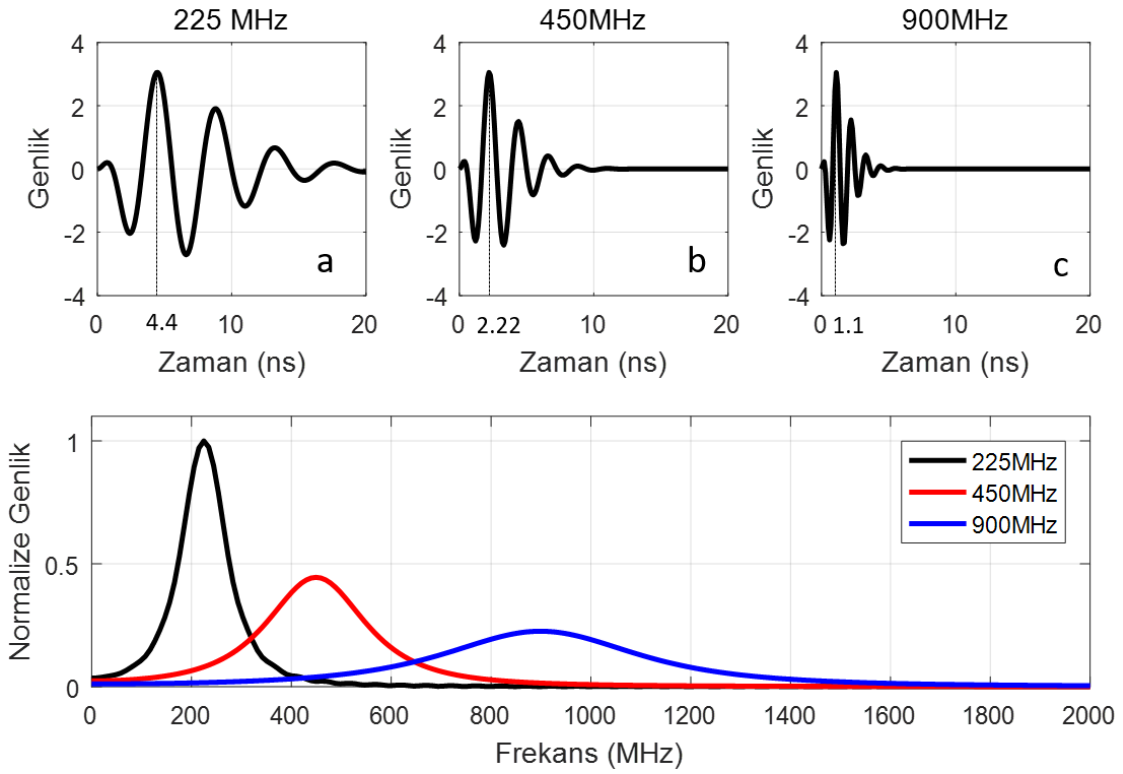 225 MHz
450MHz
900MHz
4
2
0
-2
-4
Genlik
a
0
4.4
10
20
Zaman (ns)
4
2
0
-2
-4
Genlik
b
0
2.22
10
20
Zaman (ns)
4
2
0
-2
-4
Genlik
c
0
1.1
10
20
Zaman (ns)
Normalize Genlik
1
0.5
0
225MHz
450MHz
900MHz
0
200
400
600
800
1000
1200
1400
1600
1800
2000
Frekans (MHz)